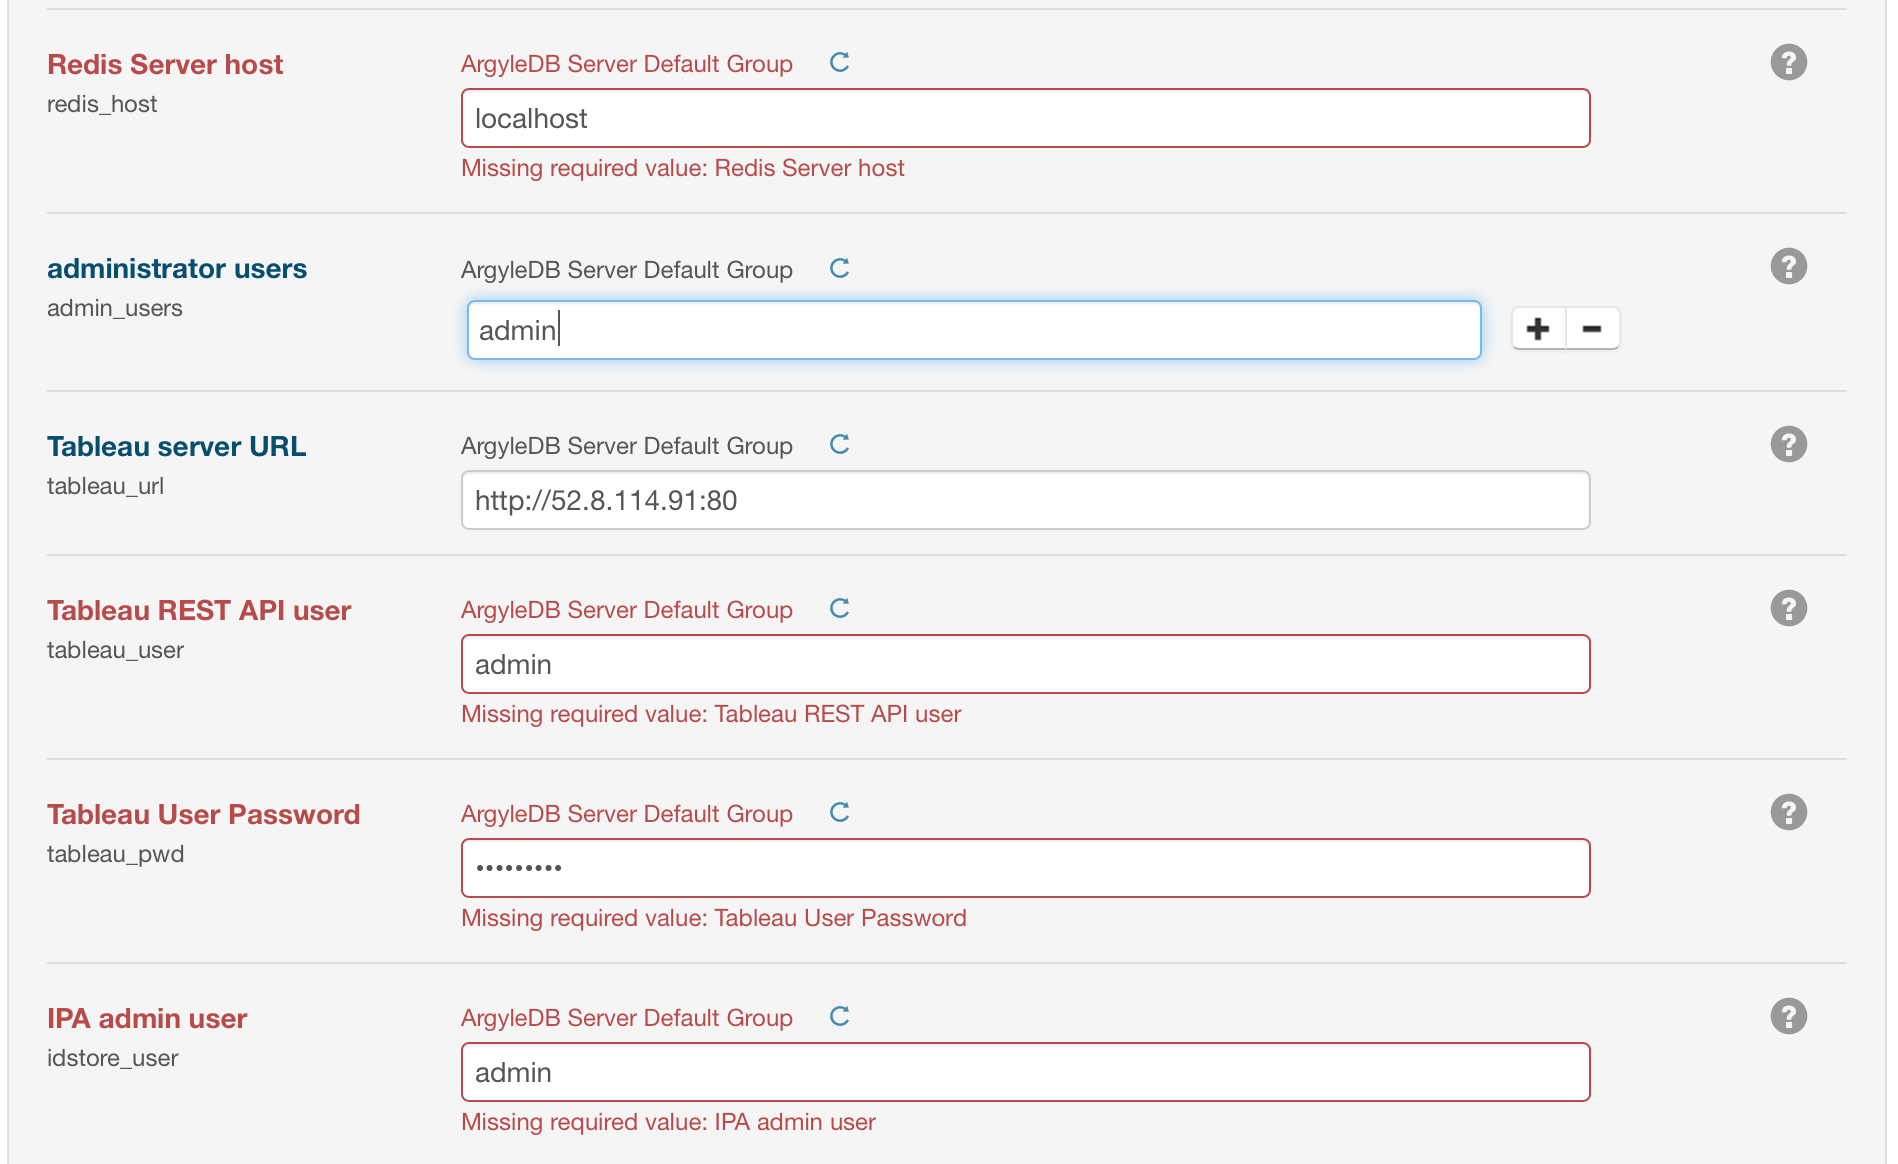 Redis Server host
redis_host
ArgyleDB Server Default Group
localhost
Missing required value: Redis Server host
administrator users
admin_users
ArgyleDB Server Default Group
admin
Tableau server URL
tableau_url
ArgyleDB Server Default Group
http://52.8.114.91:80
Tableau REST API user
tableau_user
ArgyleDB Server Default Group
admin
Missing required value: Tableau REST API user
Tableau User Password
tableau_pwd
ArgyleDB Server Default Group
•••••••••
Missing required value: Tableau User Password
IPA admin user
idstore_user
ArgyleDB Server Default Group
admin
Missing required value: IPA admin user